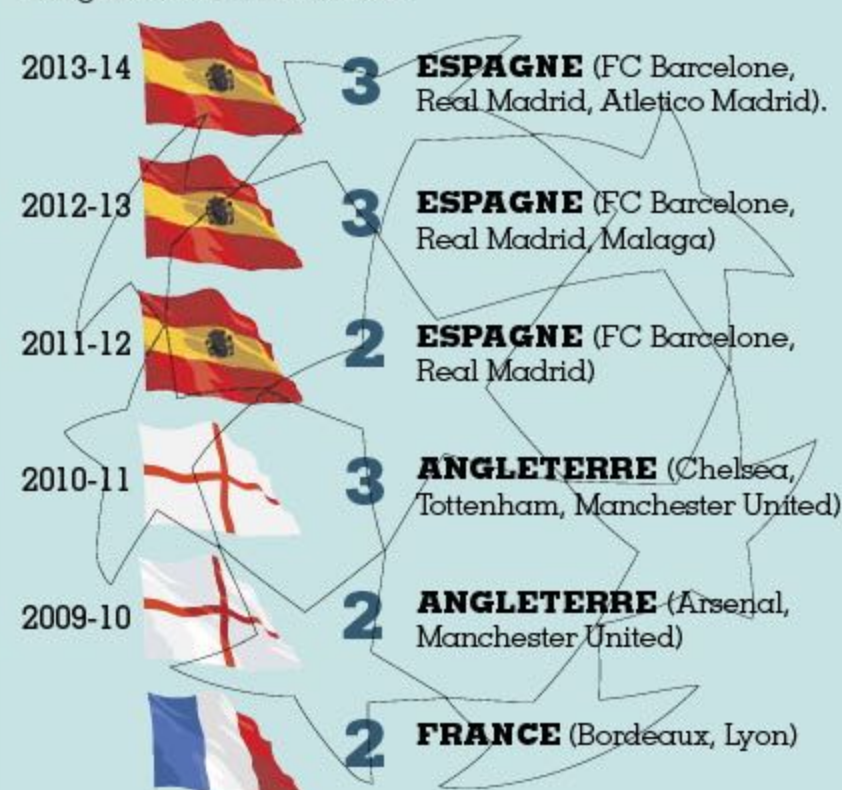 2013-14 3 ESPAGNE (FC Barcelone,
Real Madrid, Atletico Madrid).
2012-13 3 ESPAGNE (FC Barcelone,
Real Madrid, Malaga)
2011-12 2 ESPAGNE (FC Barcelone,
Real Madrid)
2010-11 3 ANGLETERRE (Chelsea,
Tottenham, Manchester United)
2009-10 2 ANGLETERRE (Arsenal,
Manchester United)
2 FRANCE (Bordeaux, Lyon)